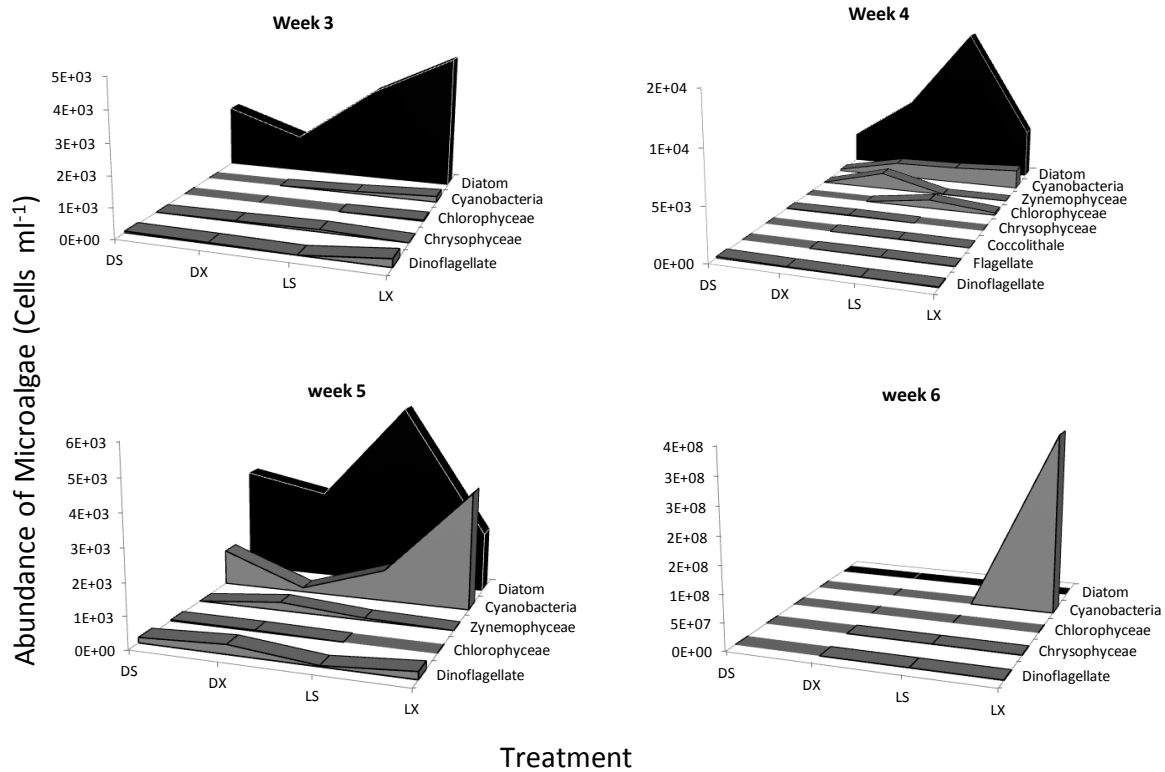 Abundance of Microalgae (Cells ml-1)
Week 3
5E+03
4E+03
3E+03
2E+03
1E+03
0E+00
DS
DX
LS
LX
Diatom
Cyanobacteria
Chlorophyceae
Chrysophyceae
Dinoflagellate
Week 4
2E+04
1E+04
5E+03
0E+00
DS
DX
LS
LX
Diatom
Cyanobacteria
Zynemophyceae
Chlorophyceae
Chrysophyceae
Coccolithale
Flagellate
Dinoflagellate
week 5
6E+03
5E+03
4E+03
3E+03
2E+03
1E+03
0E+00
DS
DX
LS
LX
Diatom
Cyanobacteria
Zynemophyceae
Chlorophyceae
Dinoflagellate
week 6
4E+08
3E+08
3E+08
2E+08
2E+08
1E+08
5E+07
0E+00
DS
DX
LS
LX
Diatom
Cyanobacteria
Chlorophyceae
Chrysophyceae
Dinoflagellate
Treatment